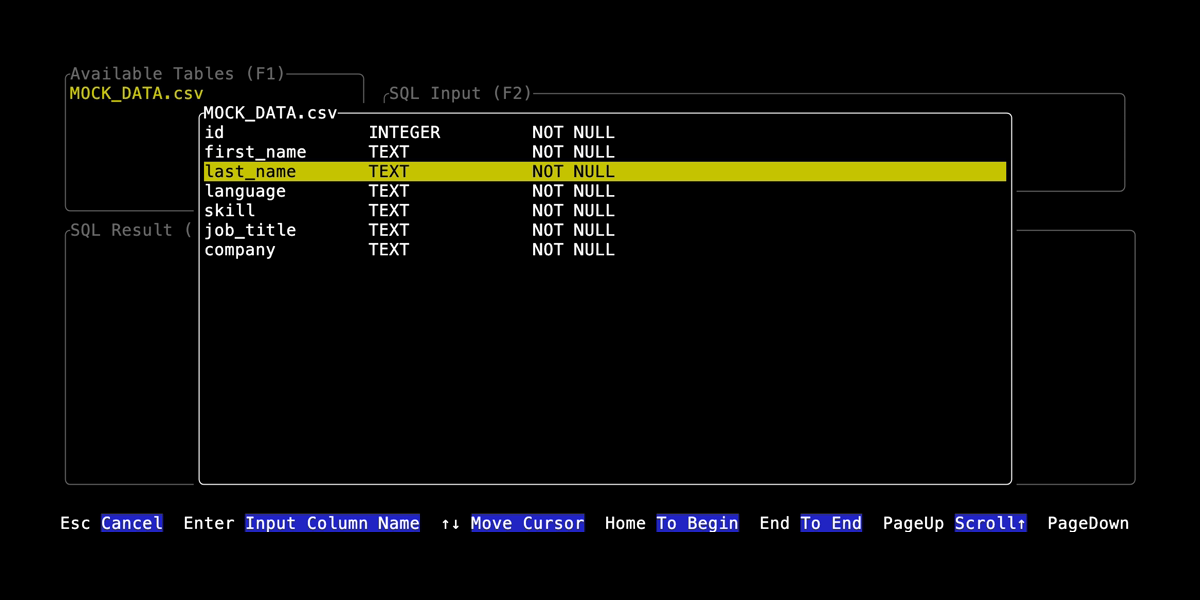 Available Tables (F1)
MOCK_DATA.csv
SQL Input (F2)
MOCK_DATA.csv
id INTEGER NOT NULL
first_name TEXT NOT NULL
last_name TEXT NOT NULL
language TEXT NOT NULL
skill TEXT NOT NULL
job_title TEXT NOT NULL
company TEXT NOT NULL
SQL Result (
Esc Cancel Enter Input Column Name ↑↓ Move Cursor Home To Begin End To End PageUp Scroll↑ PageDown